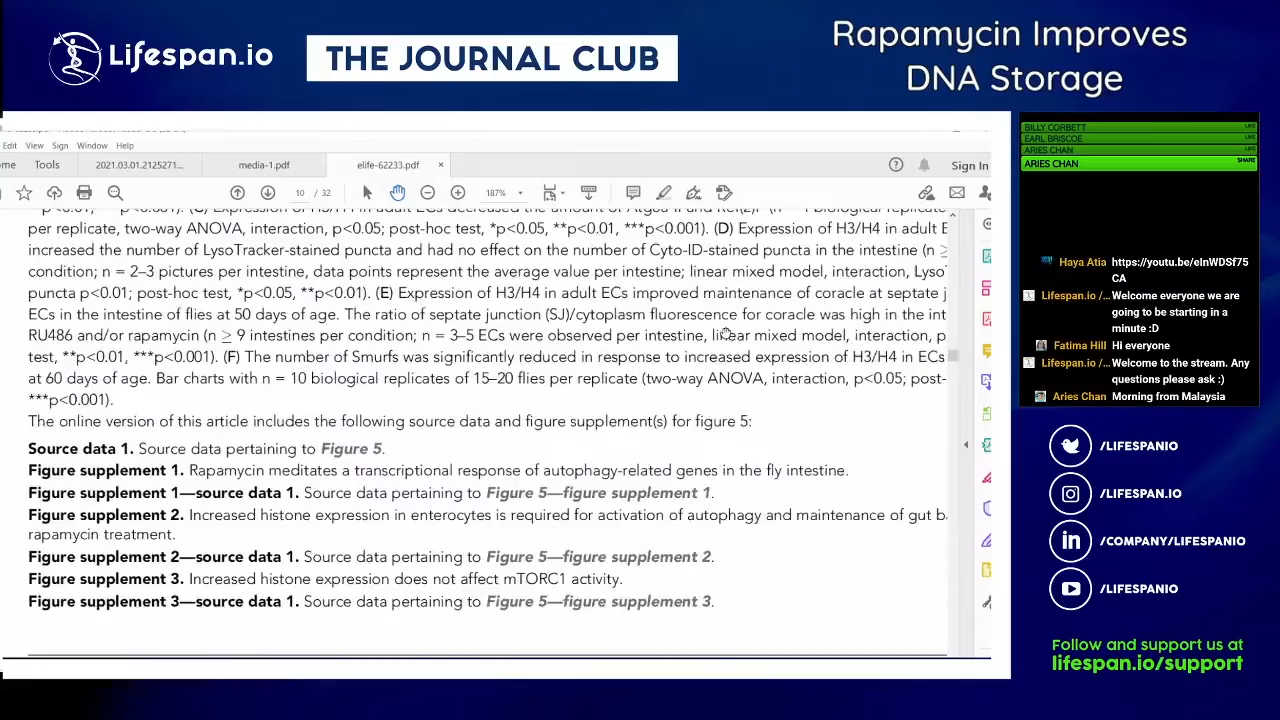 Lifespan.io
THE JOURNAL CLUB
Rapamycin Improves
DNA Storage
Edit View Sign Window Help
Tools 2021.03.01.2125271... media-1.pdf elife-62233.pdf × Sign In
10 / 32 187%
per replicate, two-way ANOVA, interaction, p<0.05; post-hoc test, *p<0.05, **p<0.01, ***p<0.001). (D) Expression of H3/H4 in adult E
increased the number of LysoTracker-stained puncta and had no effect on the number of Cyto-ID-stained puncta in the intestine (n ≥
condition; n = 2–3 pictures per intestine, data points represent the average value per intestine; linear mixed model, interaction, Lyso
puncta p<0.01; post-hoc test, *p<0.05, **p<0.01). (E) Expression of H3/H4 in adult ECs improved maintenance of coracle at septate j
ECs in the intestine of flies at 50 days of age. The ratio of septate junction (SJ)/cytoplasm fluorescence for coracle was high in the int
RU486 and/or rapamycin (n ≥ 9 intestines per condition; n = 3–5 ECs were observed per intestine, linear mixed model, interaction, p
test, **p<0.01, ***p<0.001). (F) The number of Smurfs was significantly reduced in response to increased expression of H3/H4 in ECs
at 60 days of age. Bar charts with n = 10 biological replicates of 15–20 flies per replicate (two-way ANOVA, interaction, p<0.05; post-
***p<0.001).
The online version of this article includes the following source data and figure supplement(s) for figure 5:
Source data 1. Source data pertaining to Figure 5.
Figure supplement 1. Rapamycin meditates a transcriptional response of autophagy-related genes in the fly intestine.
Figure supplement 1—source data 1. Source data pertaining to Figure 5—figure supplement 1.
Figure supplement 2. Increased histone expression in enterocytes is required for activation of autophagy and maintenance of gut b
rapamycin treatment.
Figure supplement 2—source data 1. Source data pertaining to Figure 5—figure supplement 2.
Figure supplement 3. Increased histone expression does not affect mTORC1 activity.
Figure supplement 3—source data 1. Source data pertaining to Figure 5—figure supplement 3.
BILLY CORBETT LIKE
EARL BRISCOE LIKE
ARIES CHAN LIKE
ARIES CHAN SHARE
Haya Atia https://youtu.be/eInWDSf75
CA
Lifespan.io /... Welcome everyone we are
going to be starting in a
minute :D
Fatima Hill Hi everyone
Lifespan.io /... Welcome to the stream. Any
questions please ask :)
Aries Chan Morning from Malaysia
/LIFESPANIO
/LIFESPAN.IO
/COMPANY/LIFESPANIO
/LIFESPANIO
Follow and support us at
lifespan.io/support